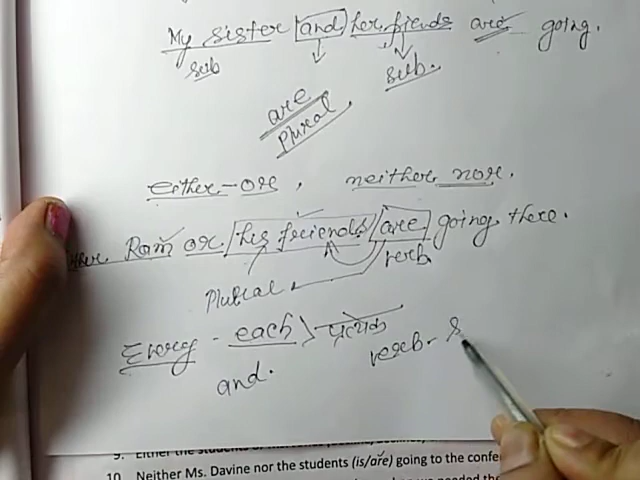 My sister and her friends are going.
sub sub.
are
Plural
either-or, neither nor.
Ram or his friends are going there.
verb
Plural
Every - each > प्रत्येक
and. verb- S
10. Neither Ms. Davine nor the students (is/are) going to the confe